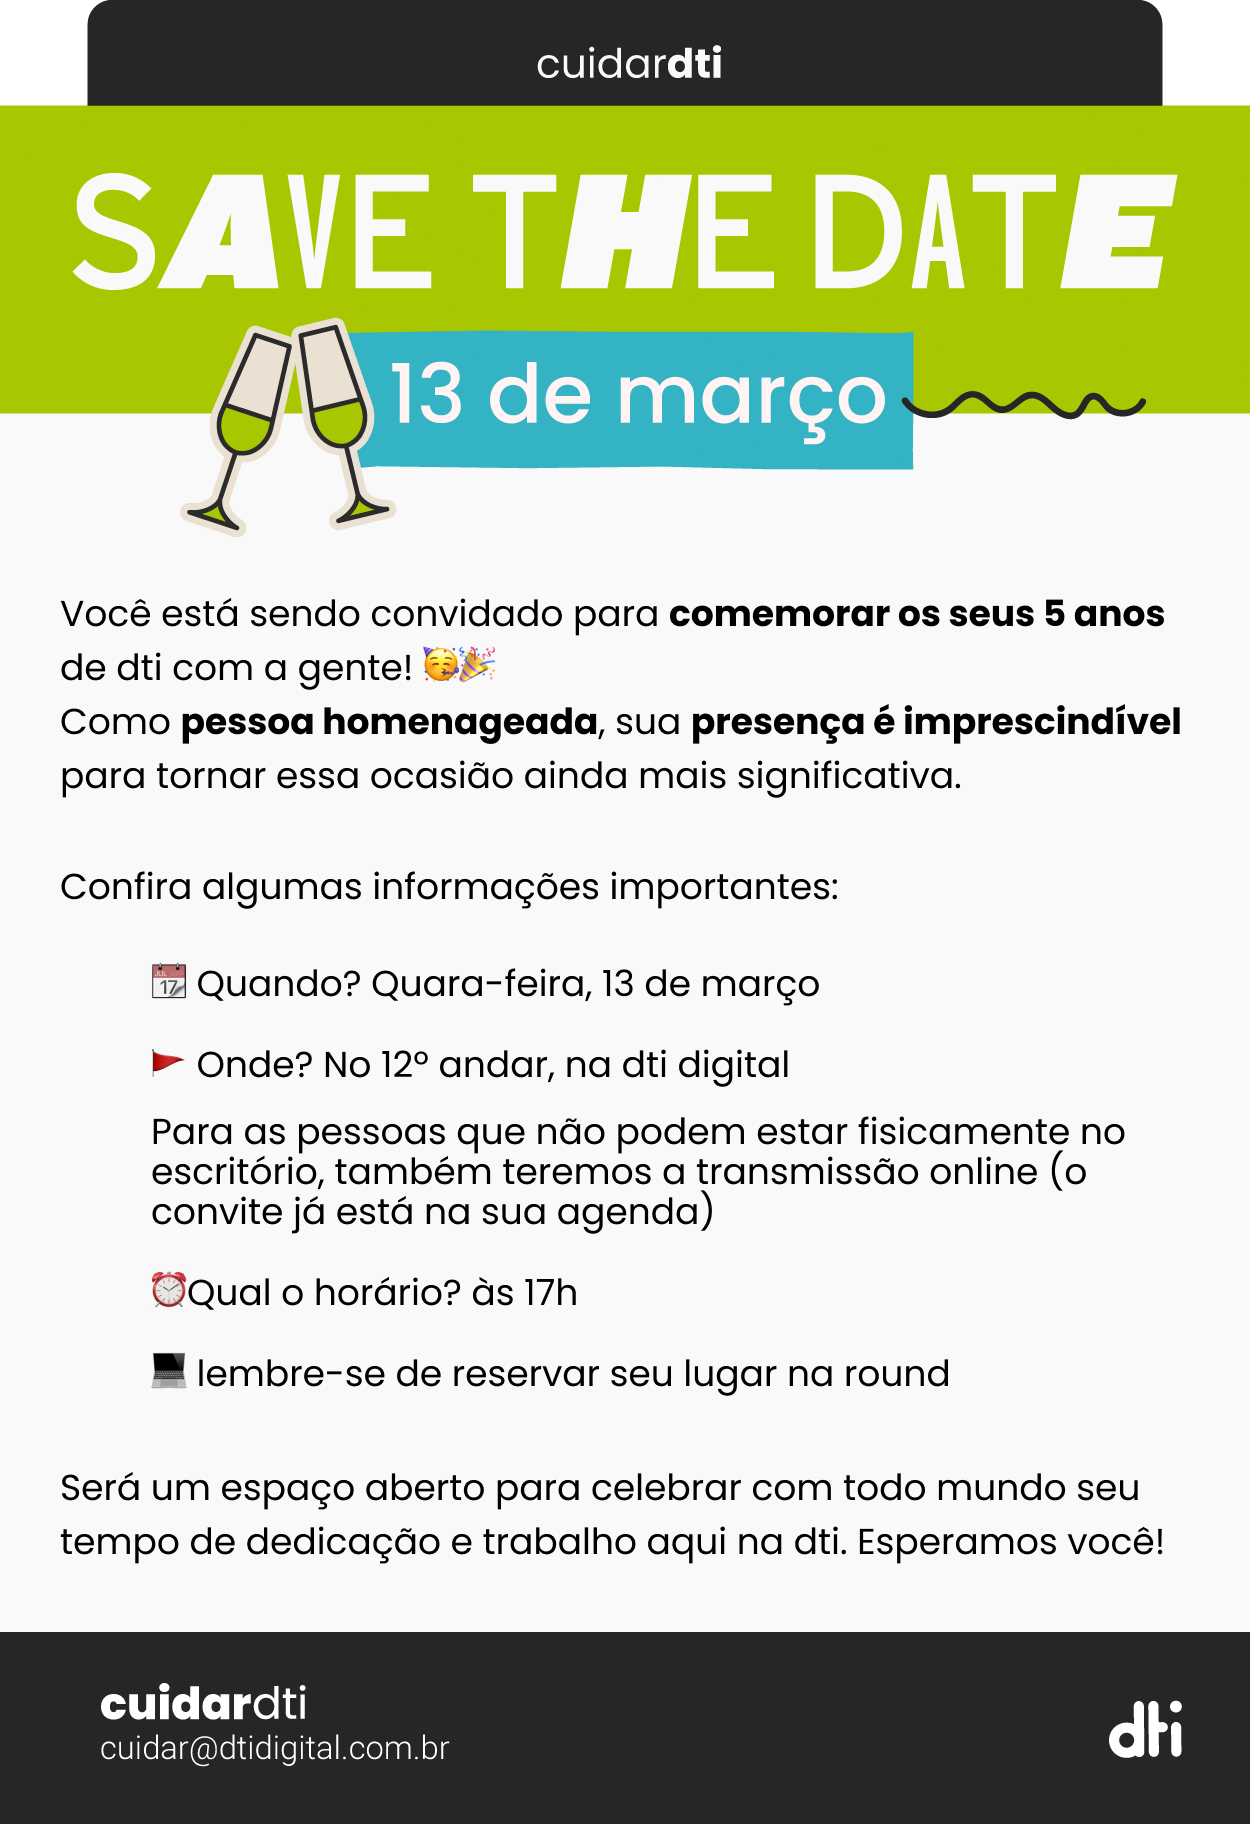 cuidardti
SAVE THE DATE
13 de março
Você está sendo convidado para comemorar os seus 5 anos
de dti com a gente! 🥳🎉
Como pessoa homenageada, sua presença é imprescindível
para tornar essa ocasião ainda mais significativa.
Confira algumas informações importantes:
📆 Quando? Quara-feira, 13 de março
🚩 Onde? No 12º andar, na dti digital
Para as pessoas que não podem estar fisicamente no
escritório, também teremos a transmissão online (o
convite já está na sua agenda)
⏰Qual o horário? às 17h
💻 lembre-se de reservar seu lugar na round
Será um espaço aberto para celebrar com todo mundo seu
tempo de dedicação e trabalho aqui na dti. Esperamos você!
cuidardti
cuidar@dtidigital.com.br
dti